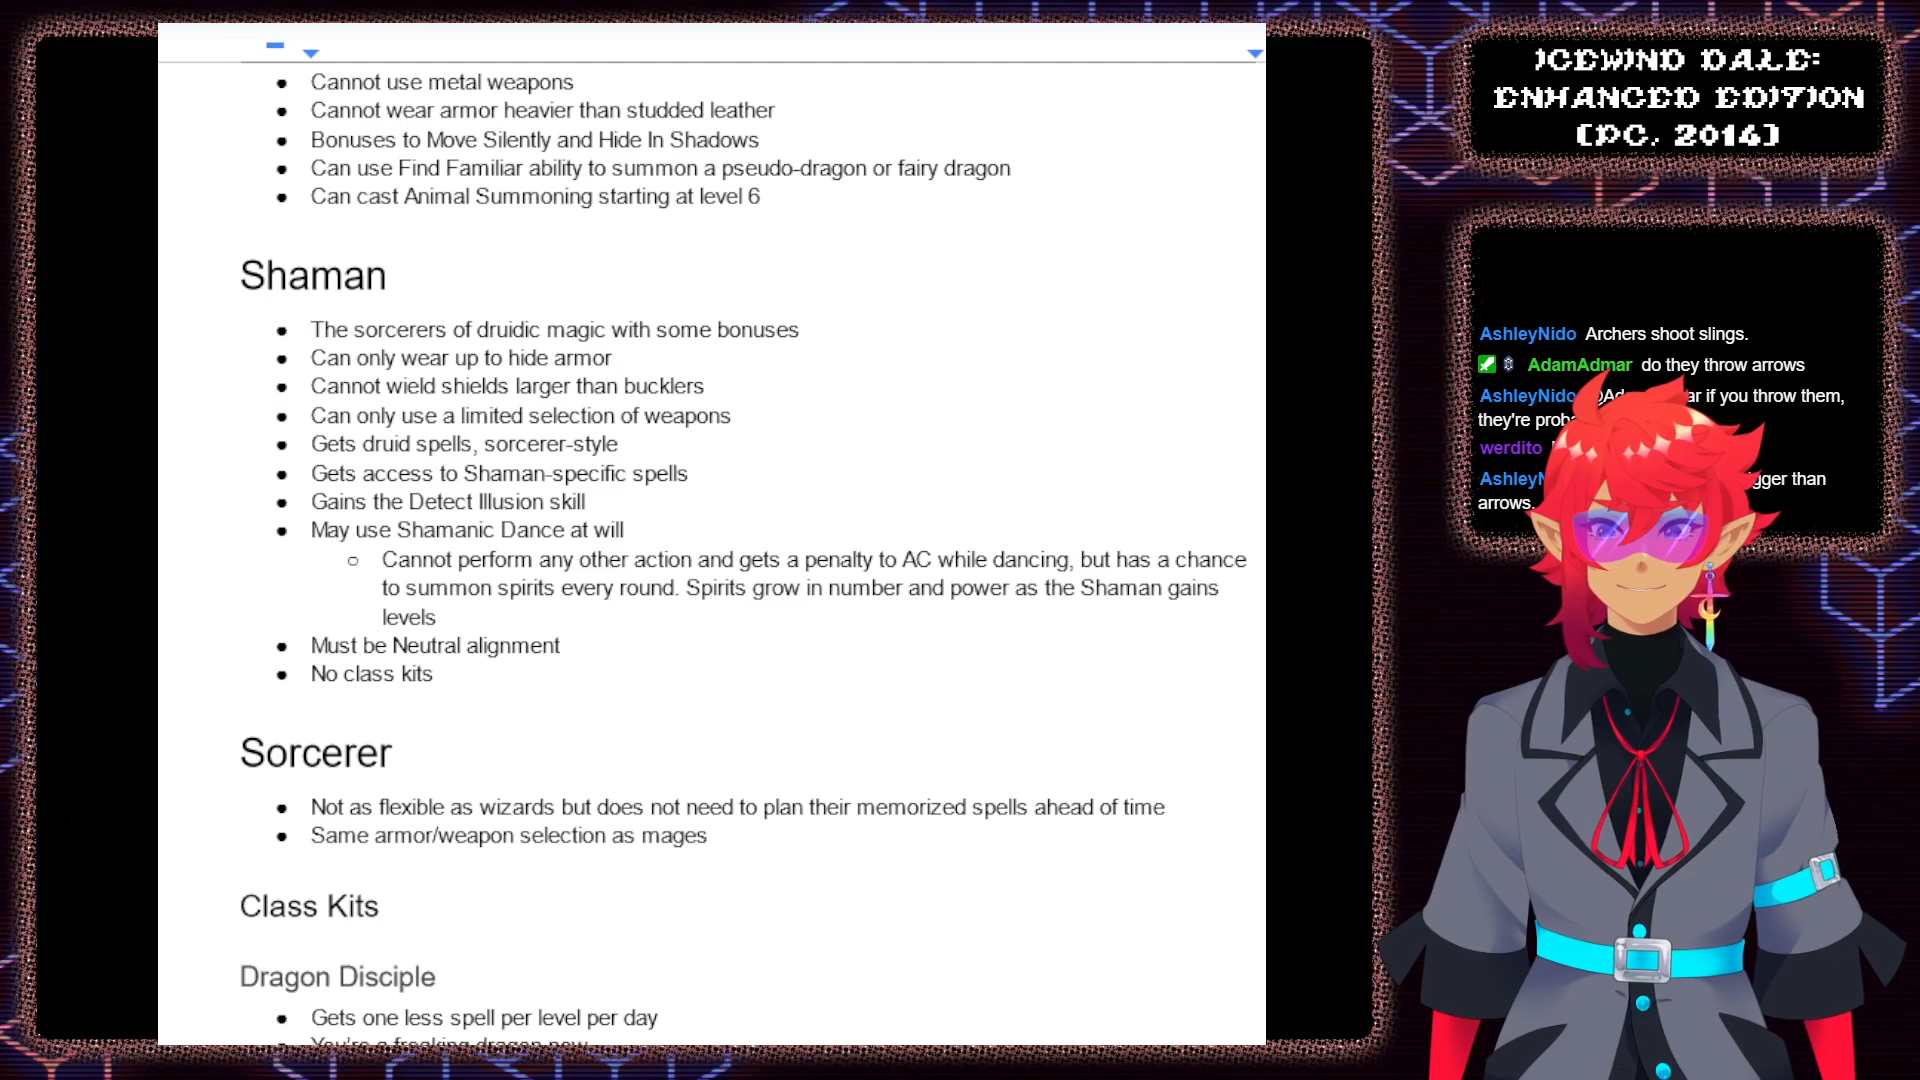 Cannot use metal weapons
Cannot wear armor heavier than studded leather
Bonuses to Move Silently and Hide In Shadows
Can use Find Familiar ability to summon a pseudo-dragon or fairy dragon
Can cast Animal Summoning starting at level 6
Shaman
The sorcerers of druidic magic with some bonuses
Can only wear up to hide armor
Cannot wield shields larger than bucklers
Can only use a limited selection of weapons
Gets druid spells, sorcerer-style
Gets access to Shaman-specific spells
Gains the Detect Illusion skill
May use Shamanic Dance at will
Cannot perform any other action and gets a penalty to AC while dancing, but has a chance
to summon spirits every round. Spirits grow in number and power as the Shaman gains
levels
Must be Neutral alignment
No class kits
Sorcerer
Not as flexible as wizards but does not need to plan their memorized spells ahead of time
Same armor/weapon selection as mages
Class Kits
Dragon Disciple
Gets one less spell per level per day
You're a freaking dragon now
ICEWIND DALE:
ENHANCED EDITION
(PC, 2014)
AshleyNido Archers shoot slings.
AdamAdmar do they throw arrows
AshleyNido if you throw them,
they're
werdito
than
arrows.